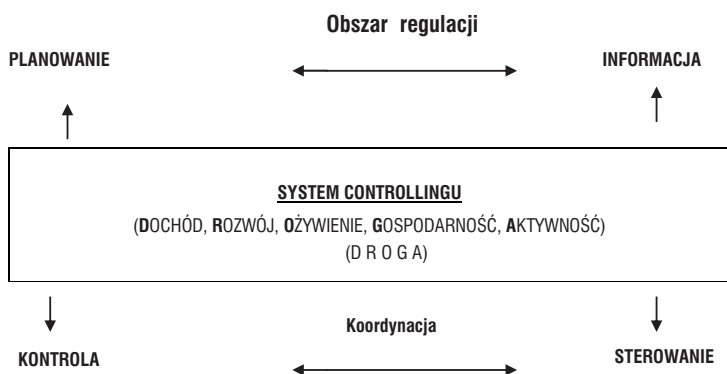 Obszar regulacji
PLANOWANIE INFORMACJA
SYSTEM CONTROLLINGU
(DOCHÓD, ROZWÓJ, OŻYWIENIE, GOSPODARNOŚĆ, AKTYWNOŚĆ)
(D R O G A)
Koordynacja
KONTROLA STEROWANIE